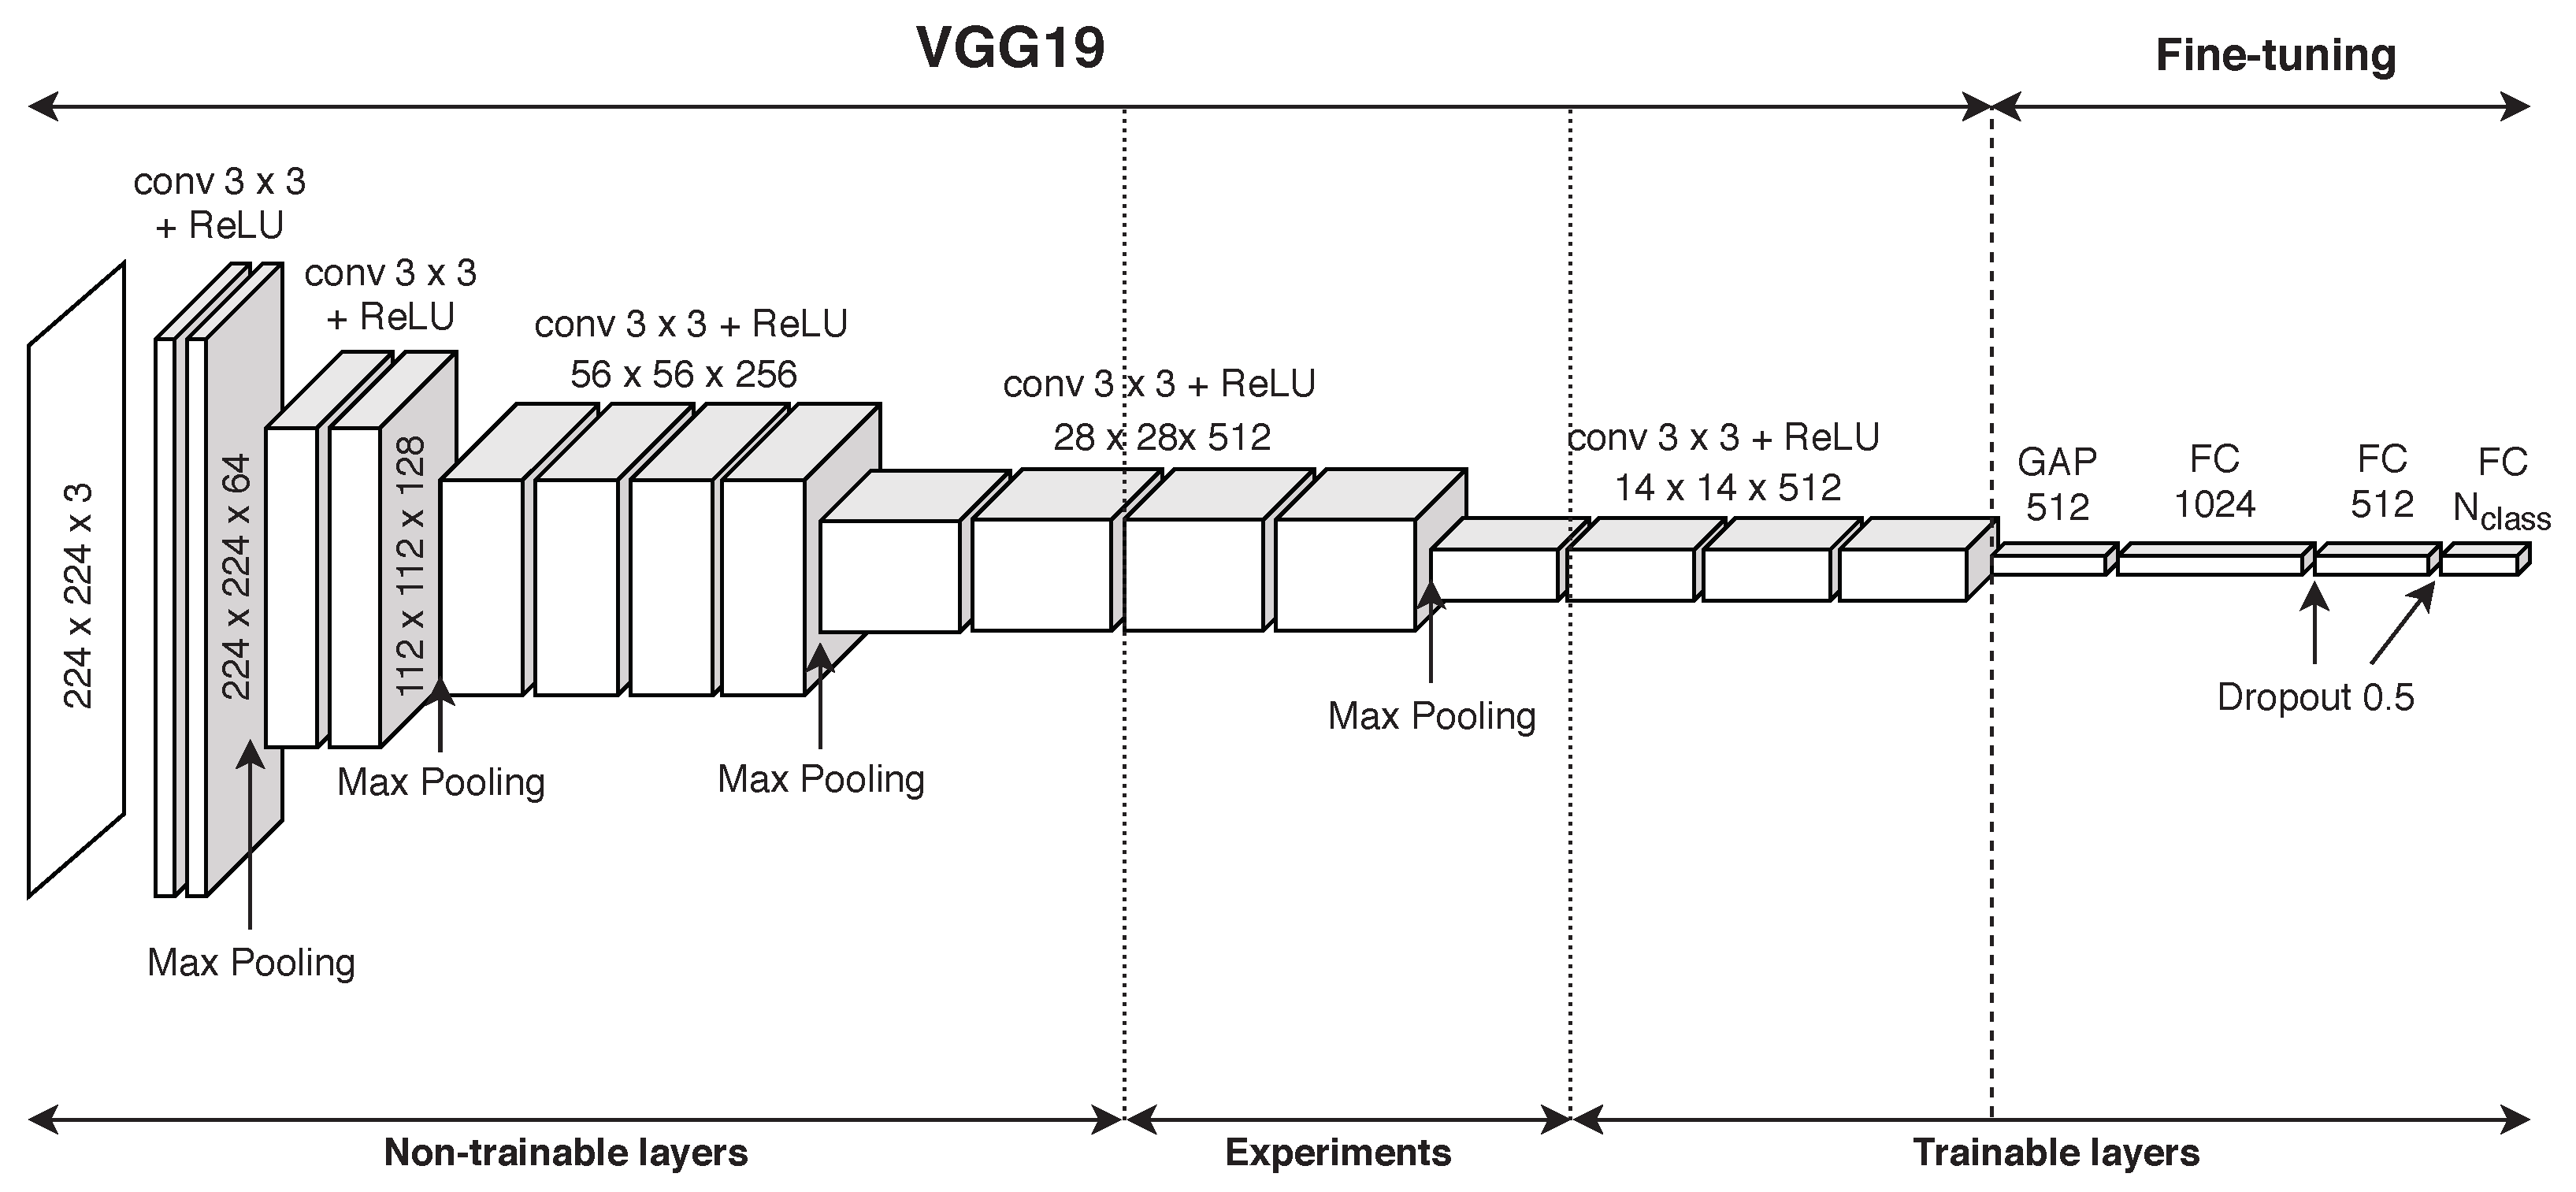 VGG19
Fine-tuning
conv 3 x 3
+ ReLU
conv 3 x 3
+ ReLU
conv 3 x 3 + ReLU
56 x 56 x 256
conv 3 x 3 + ReLU
28 x 28x 512
conv 3 x 3 + ReLU
14 x 14 x 512
GAP
512
FC
1024
FC
512
FC
Nclass
224 x 224 x 3
224 x 224 x 64
112 x 112 x 128
Max Pooling
Max Pooling
Max Pooling
Max Pooling
Dropout 0.5
Non-trainable layers
Experiments
Trainable layers